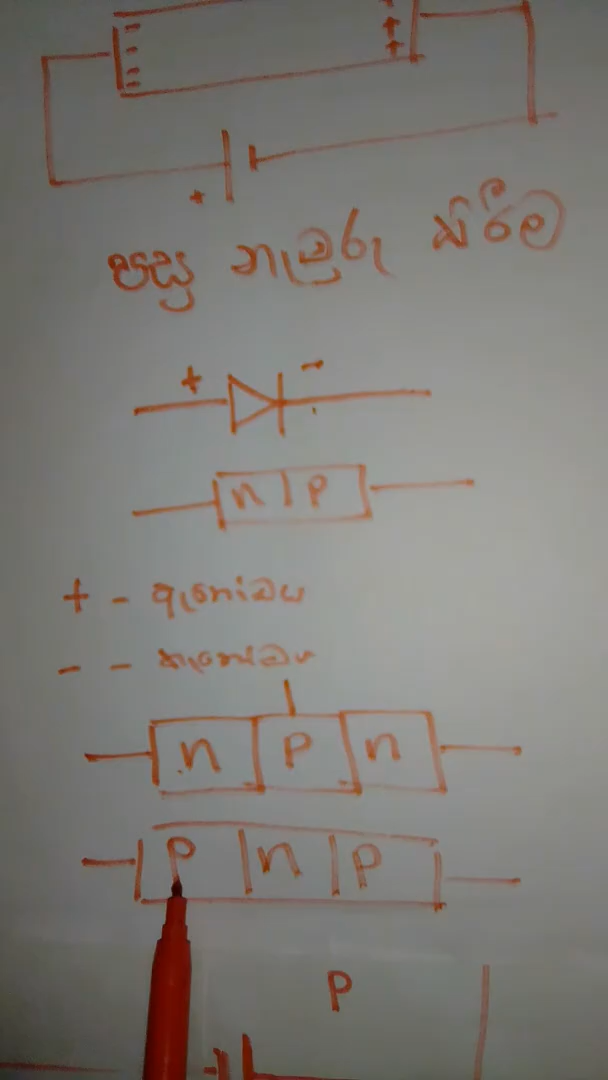 - +
- +
- +
-
+
පසු නැඹුරු කිරීම
+ -
n P
+ - ඇනෝඩය
- - කැතෝඩය
n P n
P n P
P